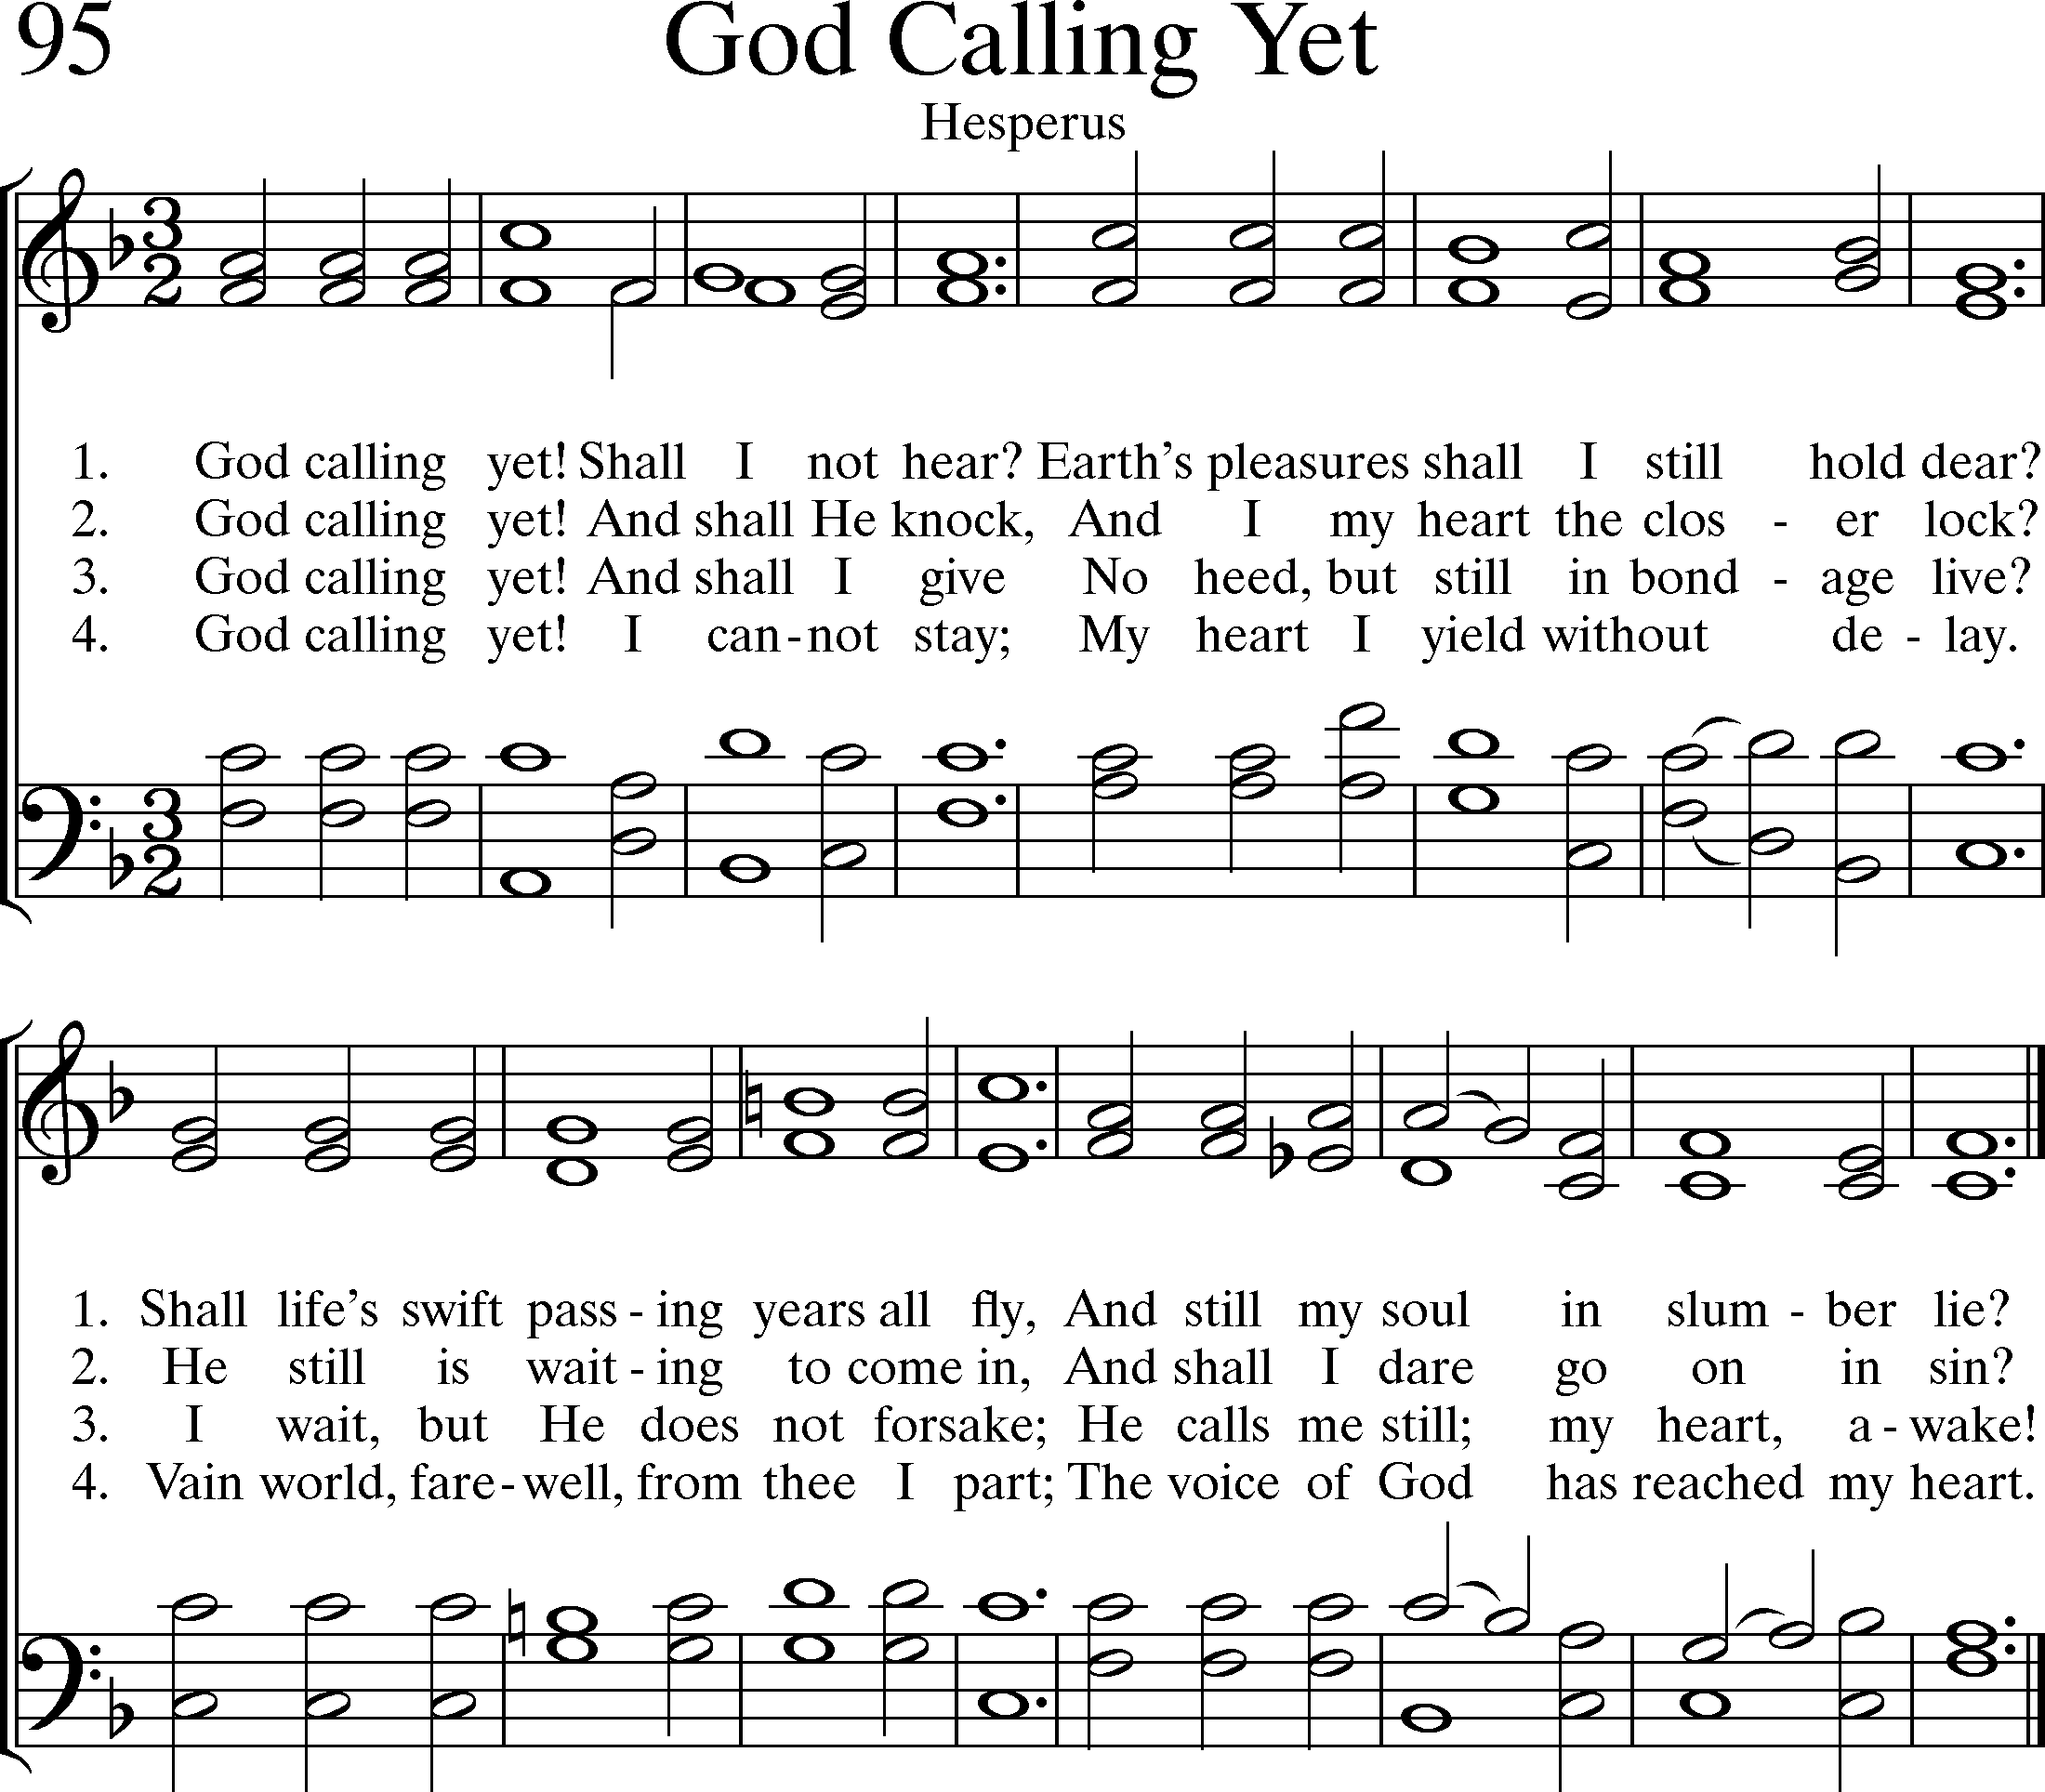 95 God Calling Yet
Hesperus
3
2
1. God calling yet! Shall I not hear? Earth's pleasures shall I still hold dear?
2. God calling yet! And shall He knock, And I my heart the clos - er lock?
3. God calling yet! And shall I give No heed, but still in bond - age live?
4. God calling yet! I can - not stay; My heart I yield without de - lay.
3
2
1. Shall life's swift pass - ing years all fly, And still my soul in slum - ber lie?
2. He still is wait - ing to come in, And shall I dare go on in sin?
3. I wait, but He does not forsake; He calls me still; my heart, a - wake!
4. Vain world, fare - well, from thee I part; The voice of God has reached my heart.